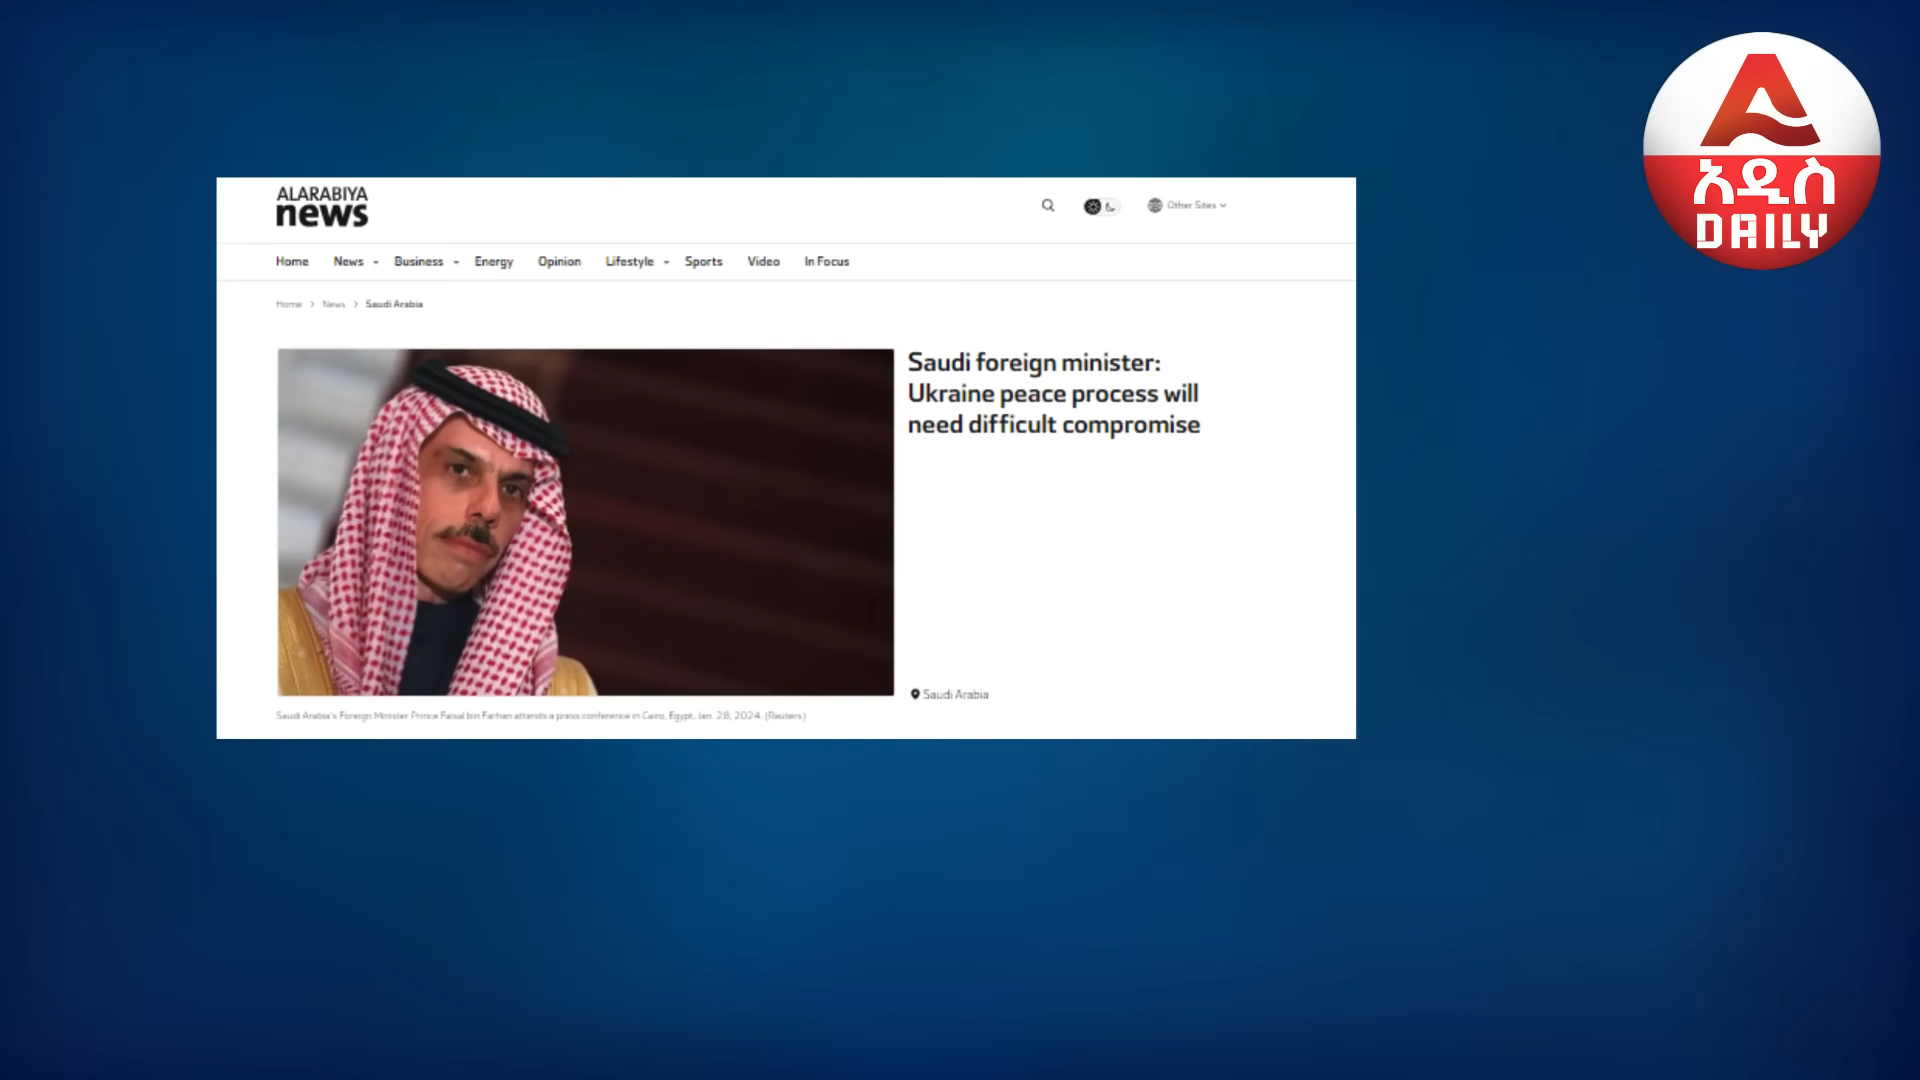 ALARABIYA
news
Other Sites
Home News Business Energy Opinion Lifestyle Sports Video In Focus
Home > News > Saudi Arabia
Saudi foreign minister:
Ukraine peace process will
need difficult compromise
Saudi Arabia
Saudi Arabia's Foreign Minister Prince Faisal bin Farhan attends a press conference in Cairo, Egypt, Jan. 28, 2024. (Reuters)
አዲስ
DAILY